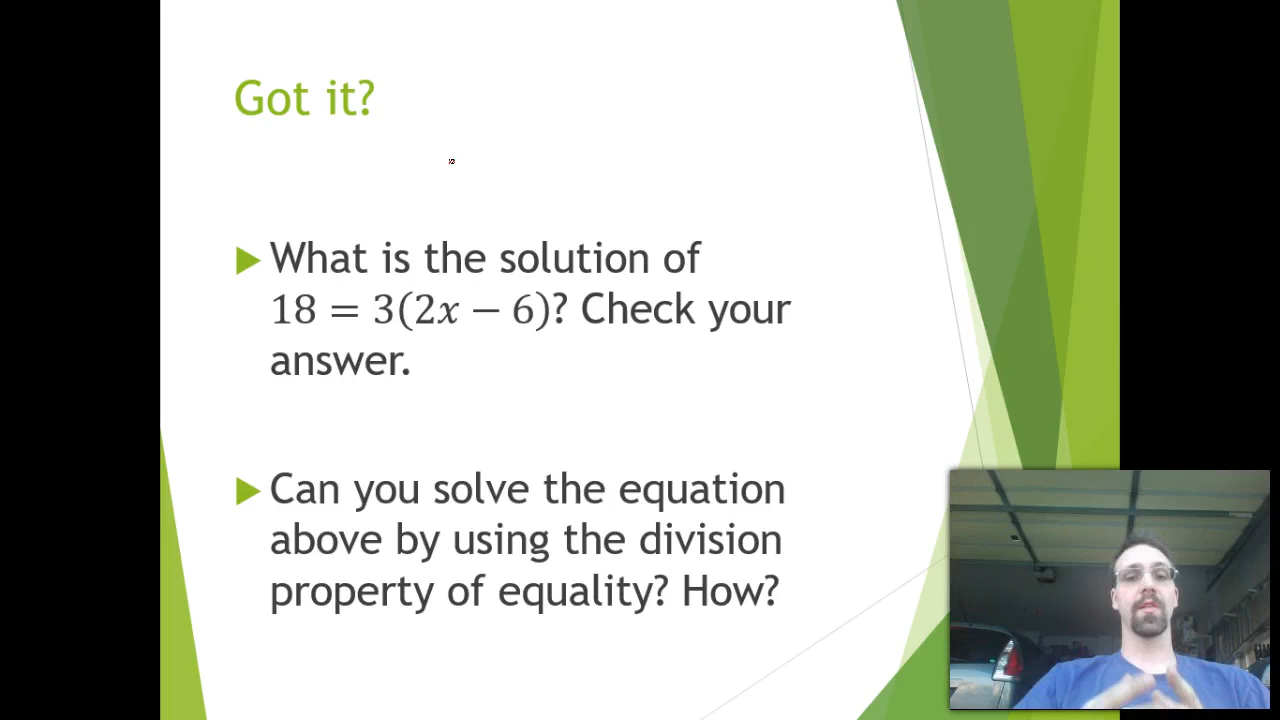 Got it?
What is the solution of
18 = 3(2x − 6)? Check your
answer.
Can you solve the equation
above by using the division
property of equality? How?